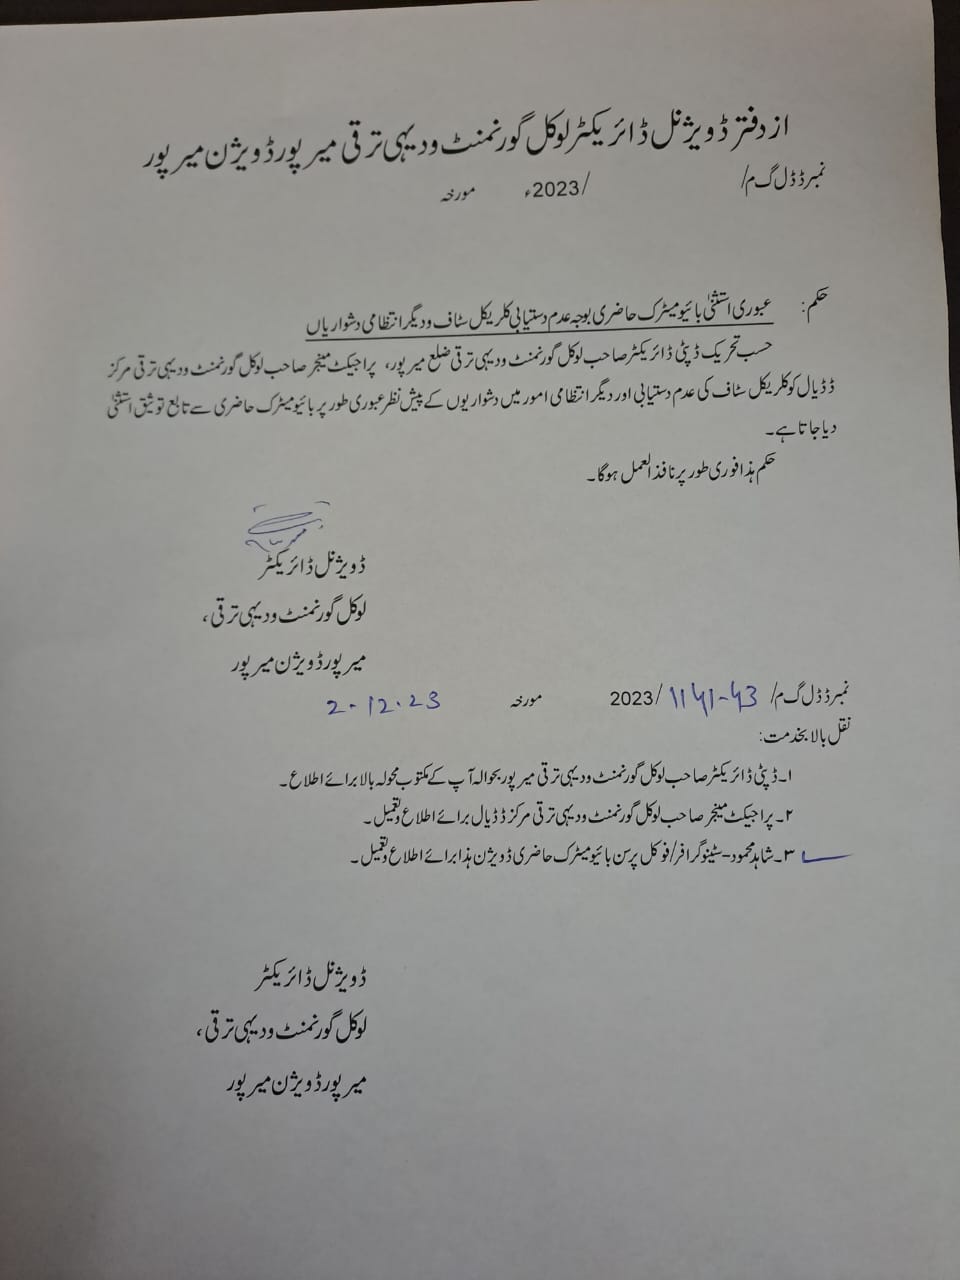 از دفتر ڈویژنل ڈائریکٹر لوکل گورنمنٹ و دیہی ترقی میرپور ڈویژن میرپور
نمبر ڈ ڈ ل گ م/ /2023ء مورخہ
حکم: عبوری استثنیٰ بائیومیٹرک حاضری بوجہ عدم دستیابی کلریکل سٹاف و دیگر انتظامی دشواریاں
حسب تحریک ڈپٹی ڈائریکٹر صاحب لوکل گورنمنٹ و دیہی ترقی ضلع میرپور، پراجیکٹ منیجر صاحب لوکل گورنمنٹ و دیہی ترقی مرکز
ڈڈیال کو کلریکل سٹاف کی عدم دستیابی اور دیگر انتظامی امور میں دشواریوں کے پیش نظر عبوری طور پر بائیومیٹرک حاضری سے تابع توثیق استثنیٰ
دیا جاتا ہے۔
حکم ہذا فوری طور پر نافذ العمل ہوگا۔
ڈویژنل ڈائریکٹر
لوکل گورنمنٹ و دیہی ترقی،
میرپور ڈویژن میرپور
نمبر ڈ ڈ ل گ م/ 1141-43 /2023 مورخہ 2.12.23
نقل بالا بخدمت:
۱۔ ڈپٹی ڈائریکٹر صاحب لوکل گورنمنٹ و دیہی ترقی میرپور بحوالہ آپ کے مکتوب محولہ بالا برائے اطلاع۔
۲۔ پراجیکٹ منیجر صاحب لوکل گورنمنٹ و دیہی ترقی مرکز ڈڈیال برائے اطلاع و تعمیل۔
۳۔ شاہد محمود-سٹینوگرافر/فوکل پرسن بائیومیٹرک حاضری ڈویژن ہذا برائے اطلاع و تعمیل۔
ڈویژنل ڈائریکٹر
لوکل گورنمنٹ و دیہی ترقی،
میرپور ڈویژن میرپور